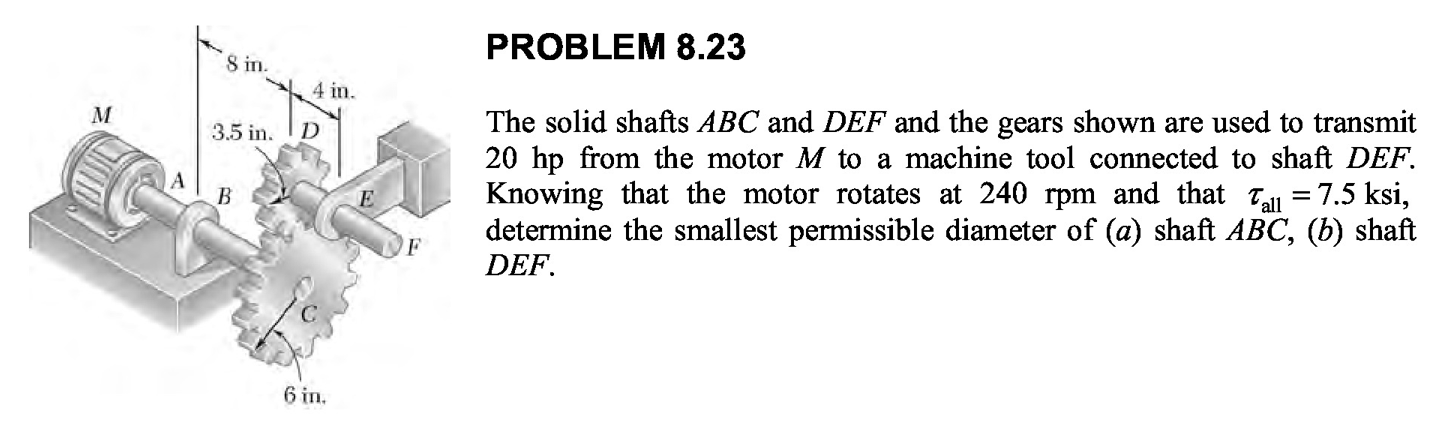 8 in.
4 in.
M
3.5 in.
D
A
B
E
F
C
6 in.
PROBLEM 8.23
The solid shafts ABC and DEF and the gears shown are used to transmit
20 hp from the motor M to a machine tool connected to shaft DEF.
Knowing that the motor rotates at 240 rpm and that τall = 7.5 ksi,
determine the smallest permissible diameter of (a) shaft ABC, (b) shaft
DEF.